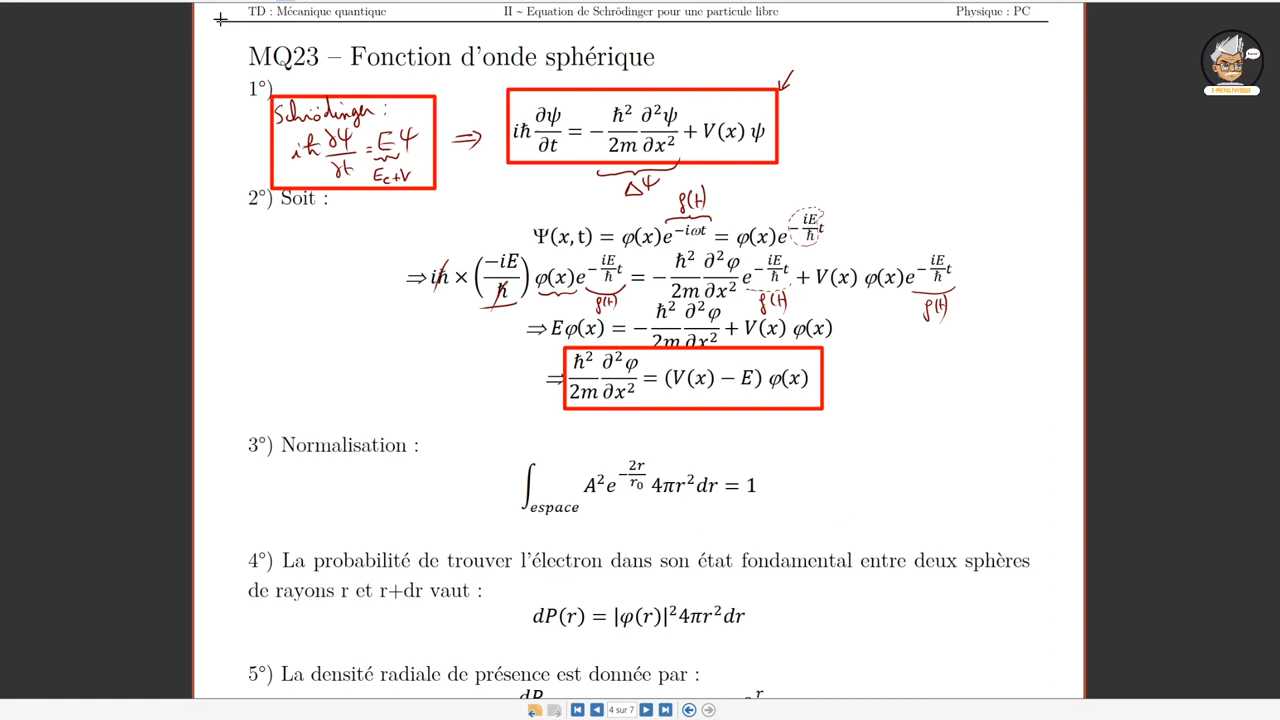 TD : Mécanique quantique II ~ Equation de Schrödinger pour une particule libre Physique : PC
MQ23 – Fonction d'onde sphérique
1°)
Schrödinger :
iħ ∂Ψ/∂t = E Ψ
Ec+V
⇒ iħ ∂ψ/∂t = −ħ²/2m ∂²ψ/∂x² + V(x) ψ
ΔΨ
2°) Soit :
f(t)
Ψ(x,t) = φ(x)e^{−iωt} = φ(x)e^{−(iE/ħ)t}
⇒ iħ × (−iE/ħ) φ(x)e^{−(iE/ħ)t} = −ħ²/2m ∂²φ/∂x² e^{−(iE/ħ)t} + V(x) φ(x)e^{−(iE/ħ)t}
f(t) f(t) f(t)
⇒ Eφ(x) = −ħ²/2m ∂²φ/∂x² + V(x) φ(x)
⇒ ħ²/2m ∂²φ/∂x² = (V(x) − E) φ(x)
3°) Normalisation :
∫_{espace} A²e^{−2r/r₀} 4πr²dr = 1
4°) La probabilité de trouver l'électron dans son état fondamental entre deux sphères
de rayons r et r+dr vaut :
dP(r) = |φ(r)|²4πr²dr
5°) La densité radiale de présence est donnée par :
dP r
4 sur 7